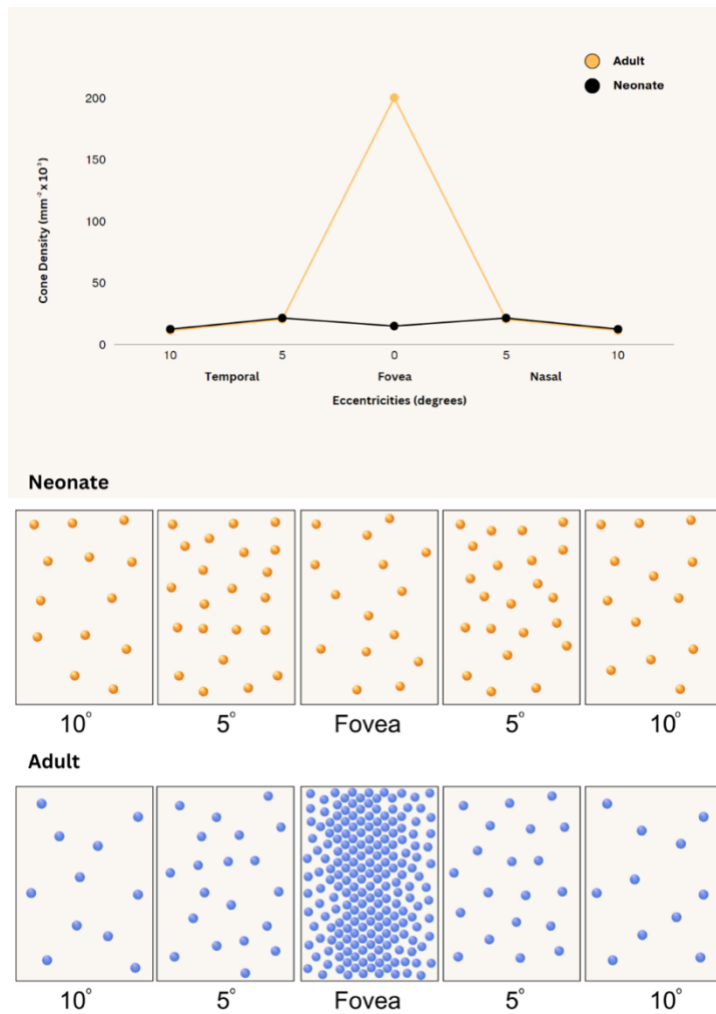 Adult
Neonate
Cone Density (mm⁻² x 10³)
200
150
100
50
0
10 5 0 5 10
Temporal Fovea Nasal
Eccentricities (degrees)
Neonate
10° 5° Fovea 5° 10°
Adult
10° 5° Fovea 5° 10°